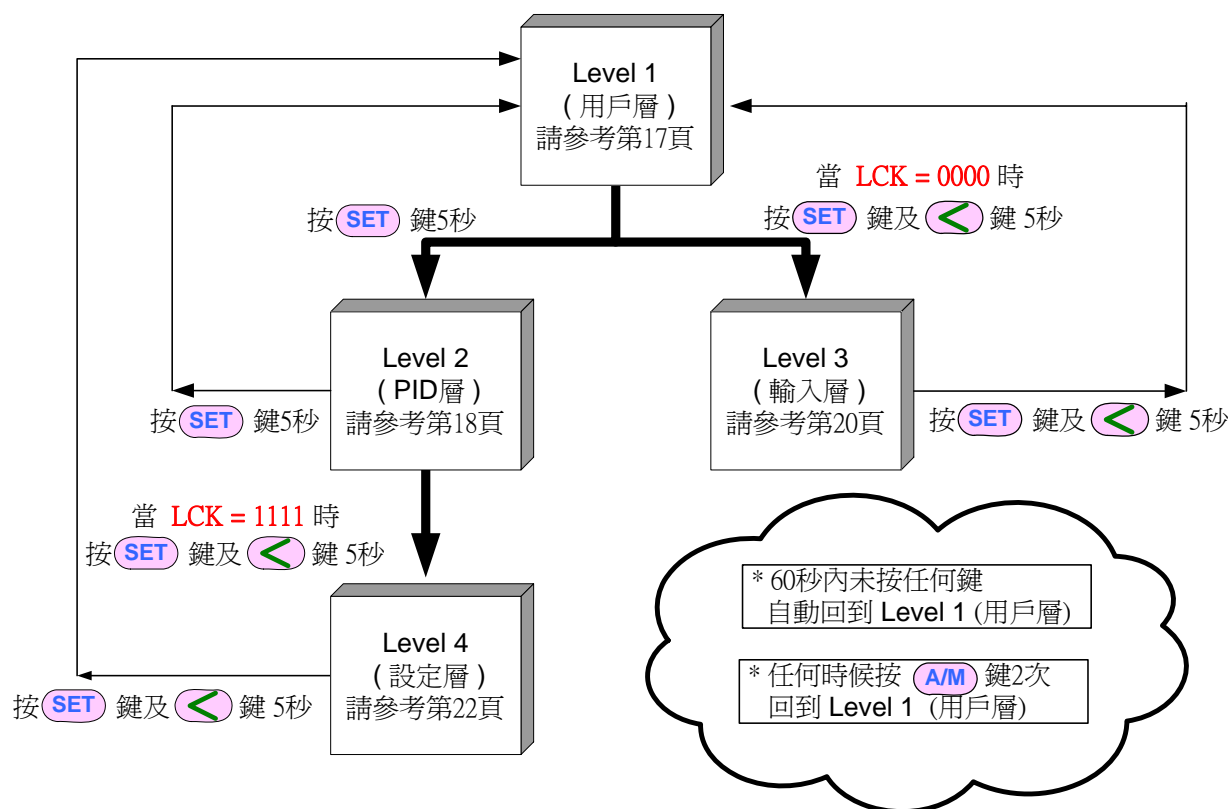 Level 1
( 用戶層 )
請參考第17頁
當 LCK = 0000 時
按 SET 鍵及 < 鍵 5秒
按 SET 鍵5秒
Level 2
( PID層 )
請參考第18頁
Level 3
( 輸入層 )
請參考第20頁
按 SET 鍵5秒
按 SET 鍵及 < 鍵 5秒
當 LCK = 1111 時
按 SET 鍵及 < 鍵 5秒
Level 4
( 設定層 )
請參考第22頁
按 SET 鍵及 < 鍵 5秒
* 60秒內未按任何鍵
自動回到 Level 1 (用戶層)
* 任何時候按 A/M 鍵2次
回到 Level 1 (用戶層)